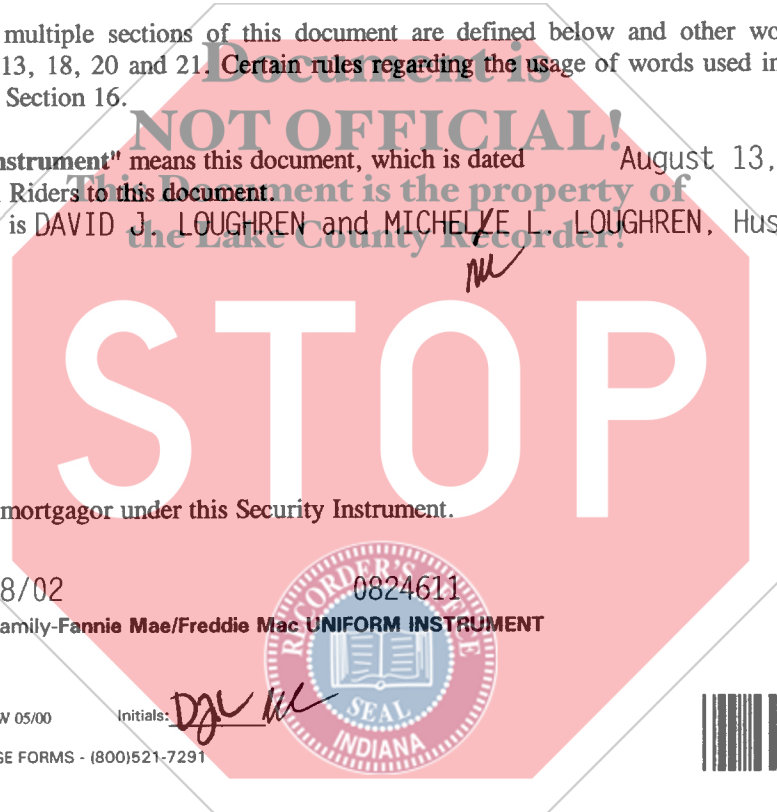 multiple sections of this document are defined below and other wo
Document is
13, 18, 20 and 21. Certain rules regarding the usage of words used in
Section 16.
NOT OFFICIAL!
nstrument" means this document, which is dated August 13,
Riders to this document.
This Document is the property of
is DAVID J. LOUGHREN and MICHELLE L. LOUGHREN, Hus
the Lake County Recorder!
STOP
mortgagor under this Security Instrument.
8/02 0824611
amily-Fannie Mae/Freddie Mac UNIFORM INSTRUMENT
RECORDER'S OFFICE
W 05/00 Initials: DJL ML
SEAL
INDIANA
GE FORMS - (800)521-7291